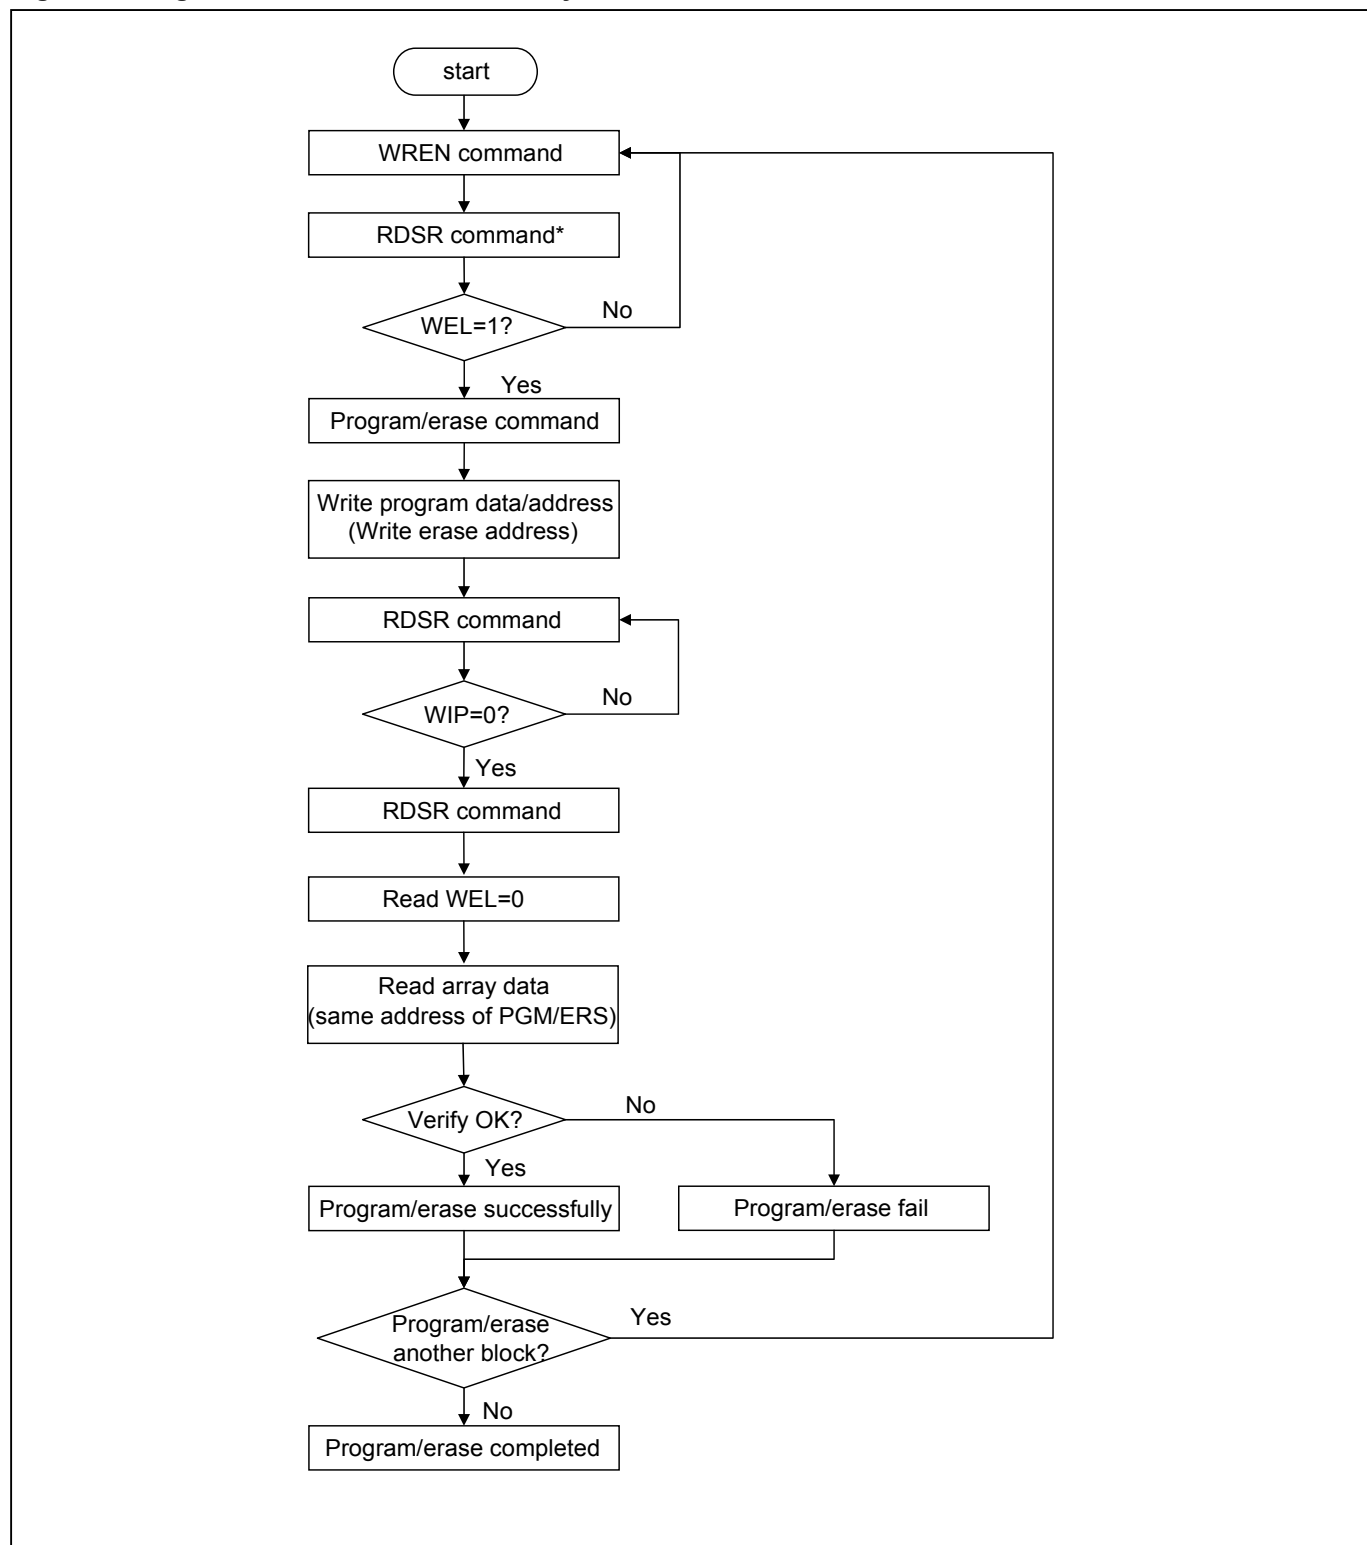 start
WREN command
RDSR command*
WEL=1?
No
Yes
Program/erase command
Write program data/address
(Write erase address)
RDSR command
WIP=0?
No
Yes
RDSR command
Read WEL=0
Read array data
(same address of PGM/ERS)
Verify OK?
No
Yes
Program/erase successfully
Program/erase fail
Program/erase
another block?
Yes
No
Program/erase completed